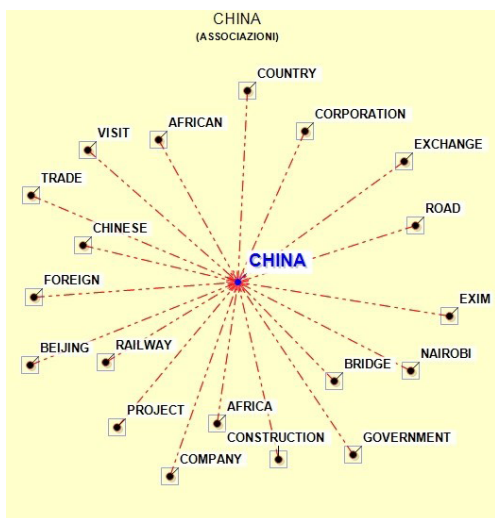 CHINA
(ASSOCIAZIONI)
COUNTRY
CORPORATION
AFRICAN
VISIT
EXCHANGE
TRADE
ROAD
CHINESE
CHINA
FOREIGN
EXIM
BEIJING
RAILWAY
BRIDGE
NAIROBI
PROJECT
AFRICA
CONSTRUCTION
GOVERNMENT
COMPANY